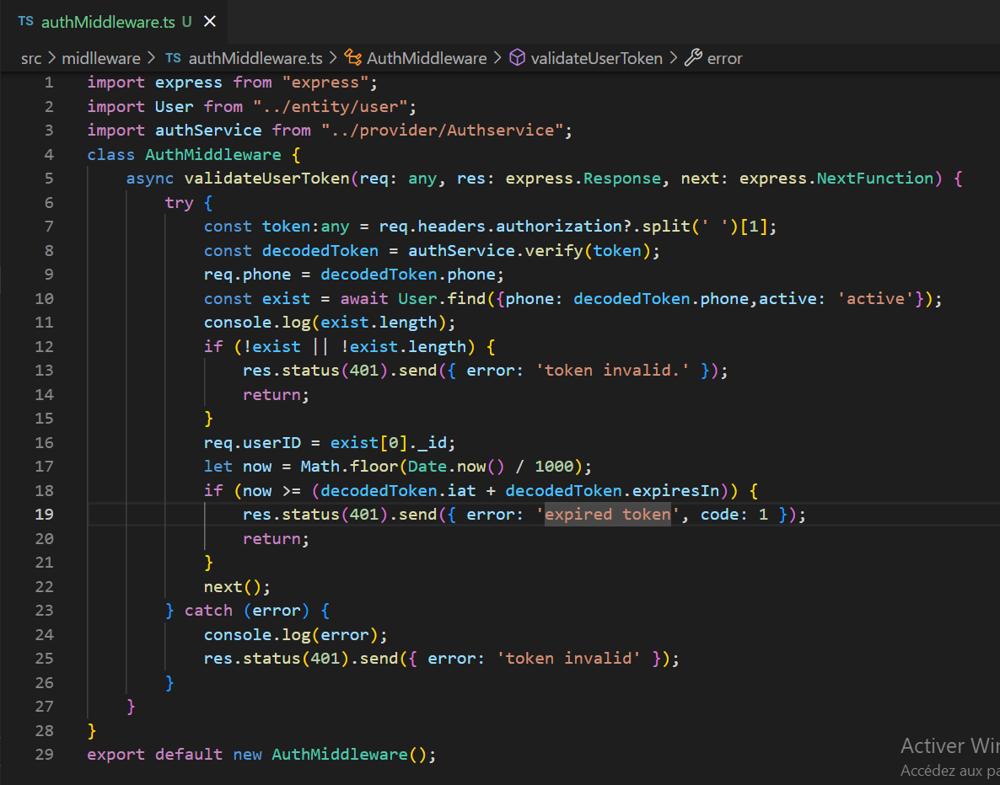 TS authMiddleware.ts U ×
src > midlleware > TS authMiddleware.ts > AuthMiddleware > validateUserToken > error
1 import express from "express";
2 import User from "../entity/user";
3 import authService from "../provider/Authservice";
4 class AuthMiddleware {
5     async validateUserToken(req: any, res: express.Response, next: express.NextFunction) {
6         try {
7             const token:any = req.headers.authorization?.split(' ')[1];
8             const decodedToken = authService.verify(token);
9             req.phone = decodedToken.phone;
10             const exist = await User.find({phone: decodedToken.phone,active: 'active'});
11             console.log(exist.length);
12             if (!exist || !exist.length) {
13                 res.status(401).send({ error: 'token invalid.' });
14                 return;
15             }
16             req.userID = exist[0]._id;
17             let now = Math.floor(Date.now() / 1000);
18             if (now >= (decodedToken.iat + decodedToken.expiresIn)) {
19                 res.status(401).send({ error: 'expired token', code: 1 });
20                 return;
21             }
22             next();
23         } catch (error) {
24             console.log(error);
25             res.status(401).send({ error: 'token invalid' });
26         }
27     }
28 }
29 export default new AuthMiddleware();
Activer Win
Accédez aux pa